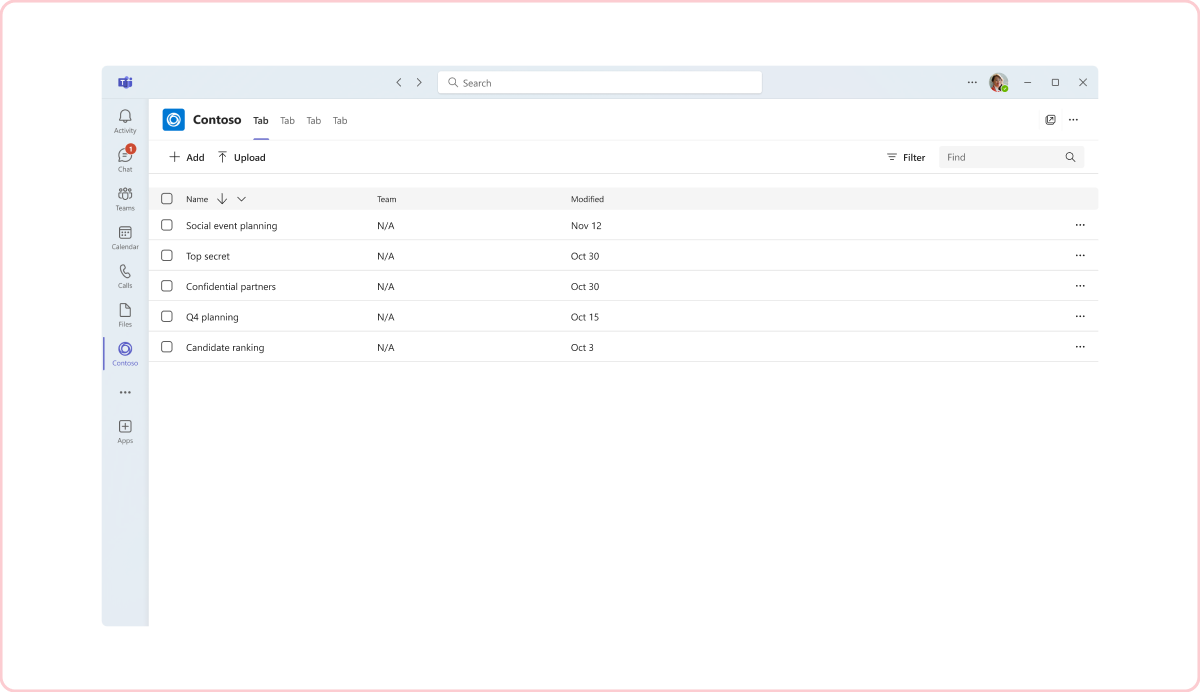 Search
Activity
1
Chat
Teams
Calendar
Calls
Files
Contoso
Apps
Contoso Tab Tab Tab Tab
Add Upload Filter Find
Name Team Modified
Social event planning N/A Nov 12
Top secret N/A Oct 30
Confidential partners N/A Oct 30
Q4 planning N/A Oct 15
Candidate ranking N/A Oct 3